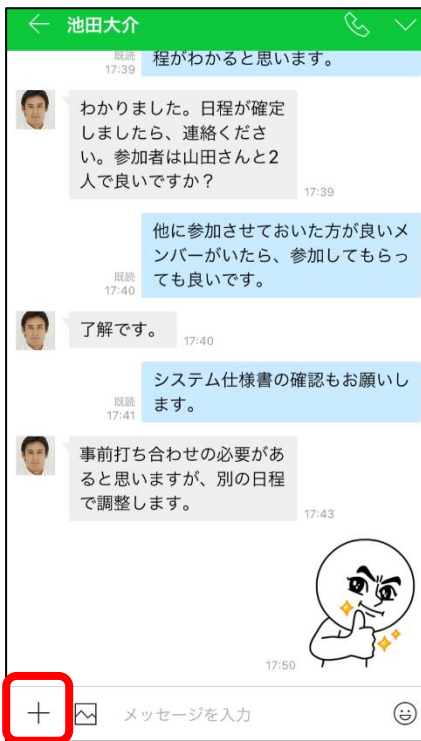 池田大介
既読
17:39
程がわかると思います。
わかりました。日程が確定
しましたら、連絡くださ
い。参加者は山田さんと2
人で良いですか？
17:39
他に参加させておいた方が良いメ
ンバーがいたら、参加してもらっ
ても良いです。
既読
17:40
了解です。
17:40
システム仕様書の確認もお願いし
ます。
既読
17:41
事前打ち合わせの必要があ
ると思いますが、別の日程
で調整します。
17:43
17:50
メッセージを入力